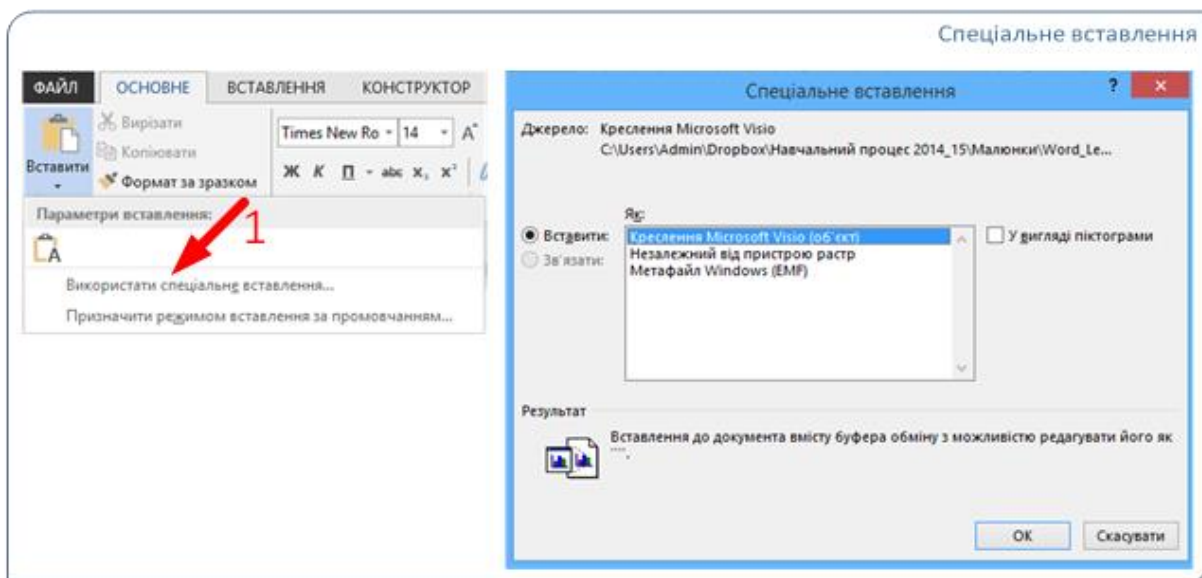 Спеціальне вставлення
ФАЙЛ ОСНОВНЕ ВСТАВЛЕННЯ КОНСТРУКТОР
Вставити
Вирізати
Копіювати
Формат за зразком
Times New Ro 14 A
Ж К П abc x, x²
Параметри вставлення:
1
Використати спеціальне вставлення...
Призначити режимом вставлення за промовчанням...
Спеціальне вставлення ?
Джерело: Креслення Microsoft Visio
C:\Users\Admin\Dropbox\Навчальний процес 2014_15\Малюнки\Word_Le...
Як:
Вставити:
Зв'язати:
Креслення Microsoft Visio (об'єкт)
Незалежний від пристрою растр
Метафайл Windows (EMF)
У вигляді піктограми
Результат
Вставлення до документа вмісту буфера обміну з можливістю редагувати його як
"".
ОК Скасувати